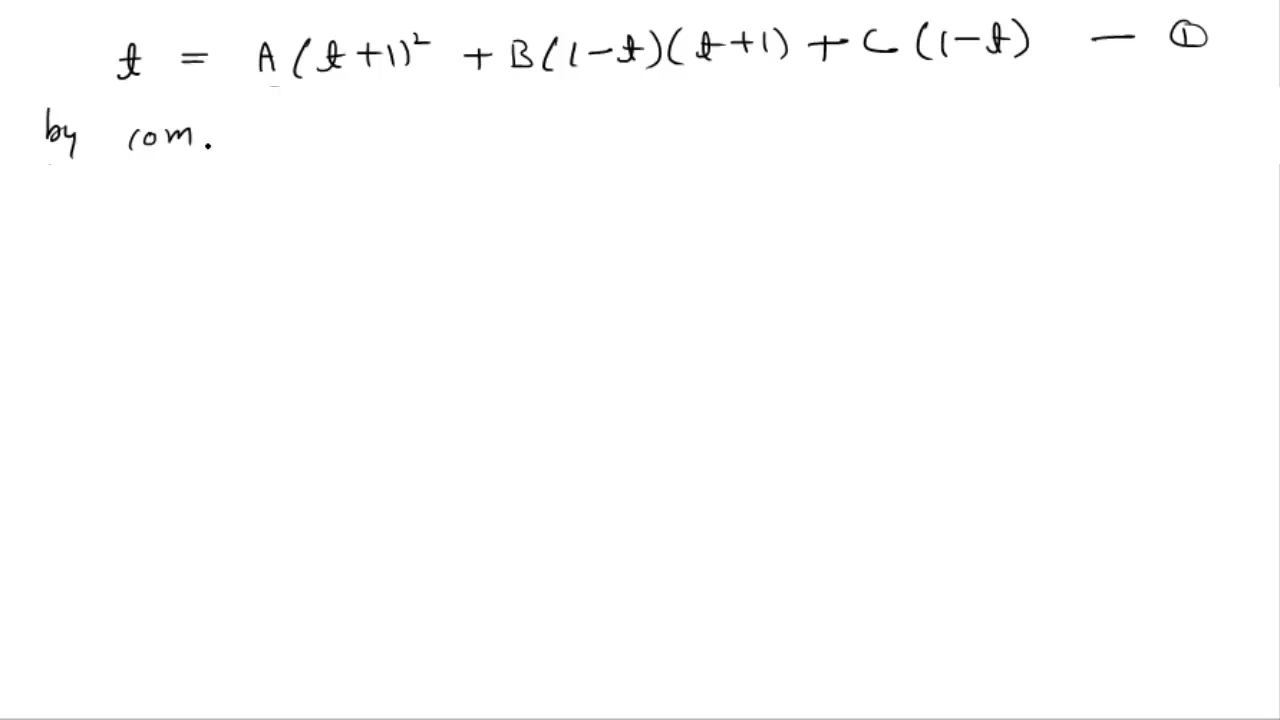 t = A(t+1)² + B(1-t)(t+1) + C(1-t) — ①
by com.